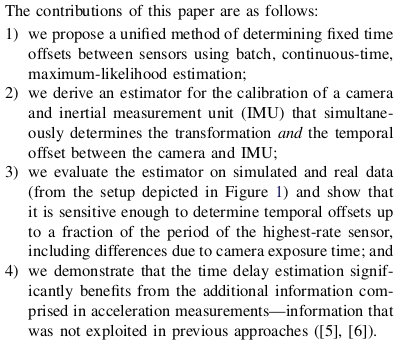 The contributions of this paper are as follows:
1) we propose a unified method of determining fixed time
offsets between sensors using batch, continuous-time,
maximum-likelihood estimation;
2) we derive an estimator for the calibration of a camera
and inertial measurement unit (IMU) that simultane-
ously determines the transformation and the temporal
offset between the camera and IMU;
3) we evaluate the estimator on simulated and real data
(from the setup depicted in Figure 1) and show that
it is sensitive enough to determine temporal offsets up
to a fraction of the period of the highest-rate sensor,
including differences due to camera exposure time; and
4) we demonstrate that the time delay estimation signif-
icantly benefits from the additional information com-
prised in acceleration measurements—information that
was not exploited in previous approaches ([5], [6]).